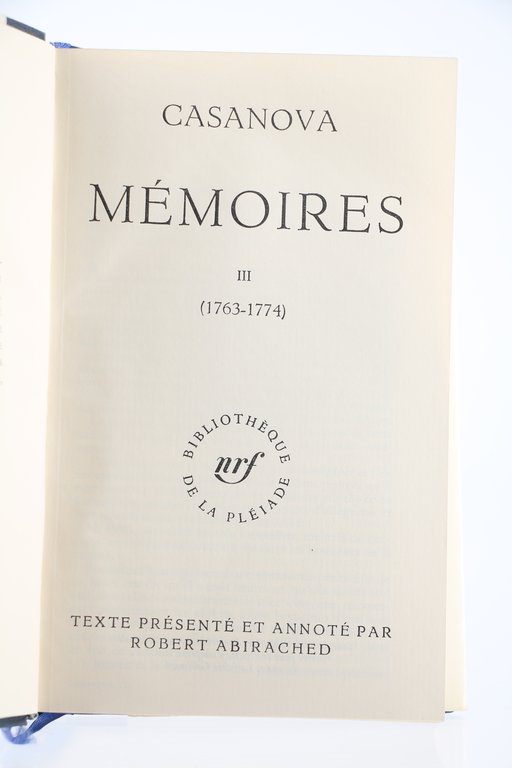 CASANOVA
MÉMOIRES
III
(1763-1774)
BIBLIOTHÈQUE
nrf
DE LA PLÉIADE
TEXTE PRÉSENTÉ ET ANNOTÉ PAR
ROBERT ABIRACHED